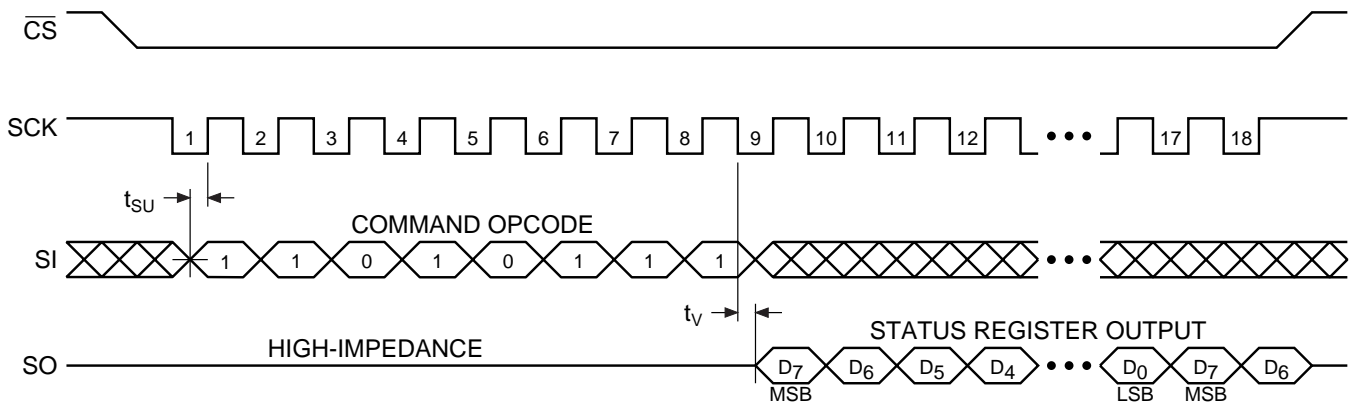 CS
SCK 1 2 3 4 5 6 7 8 9 10 11 12 ••• 17 18
tSU
COMMAND OPCODE
SI 1 1 0 1 0 1 1 1 •••
tV
HIGH-IMPEDANCE STATUS REGISTER OUTPUT
SO D7 D6 D5 D4 ••• D0 D7 D6
MSB LSB MSB